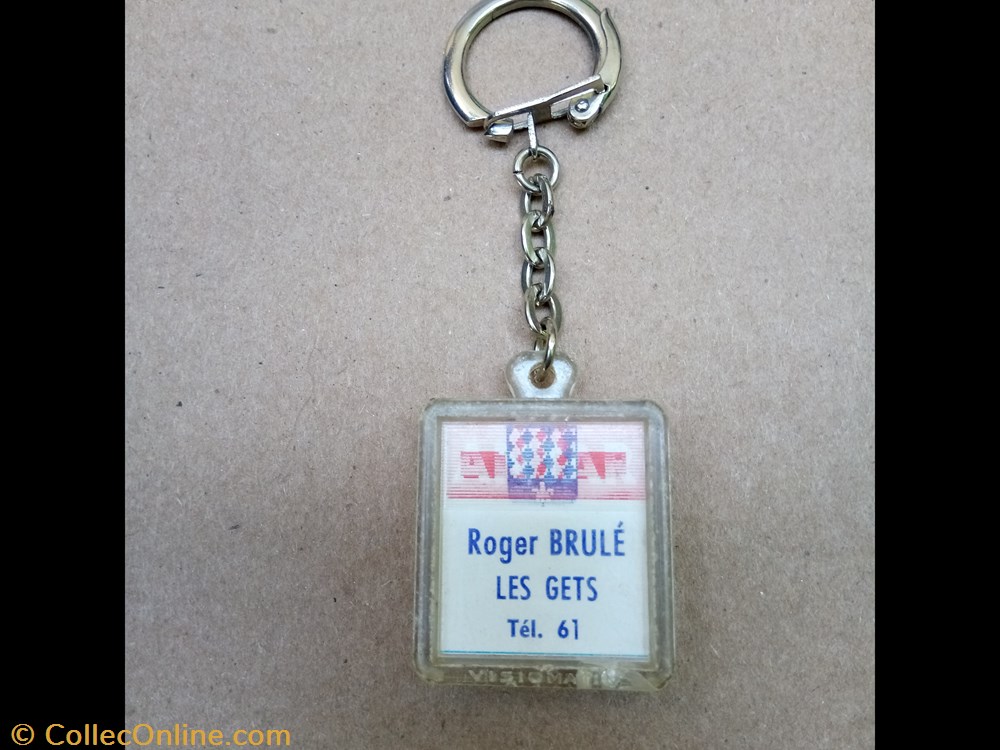 Roger BRULÉ
LES GETS
Tél. 61
© CollecOnline.com